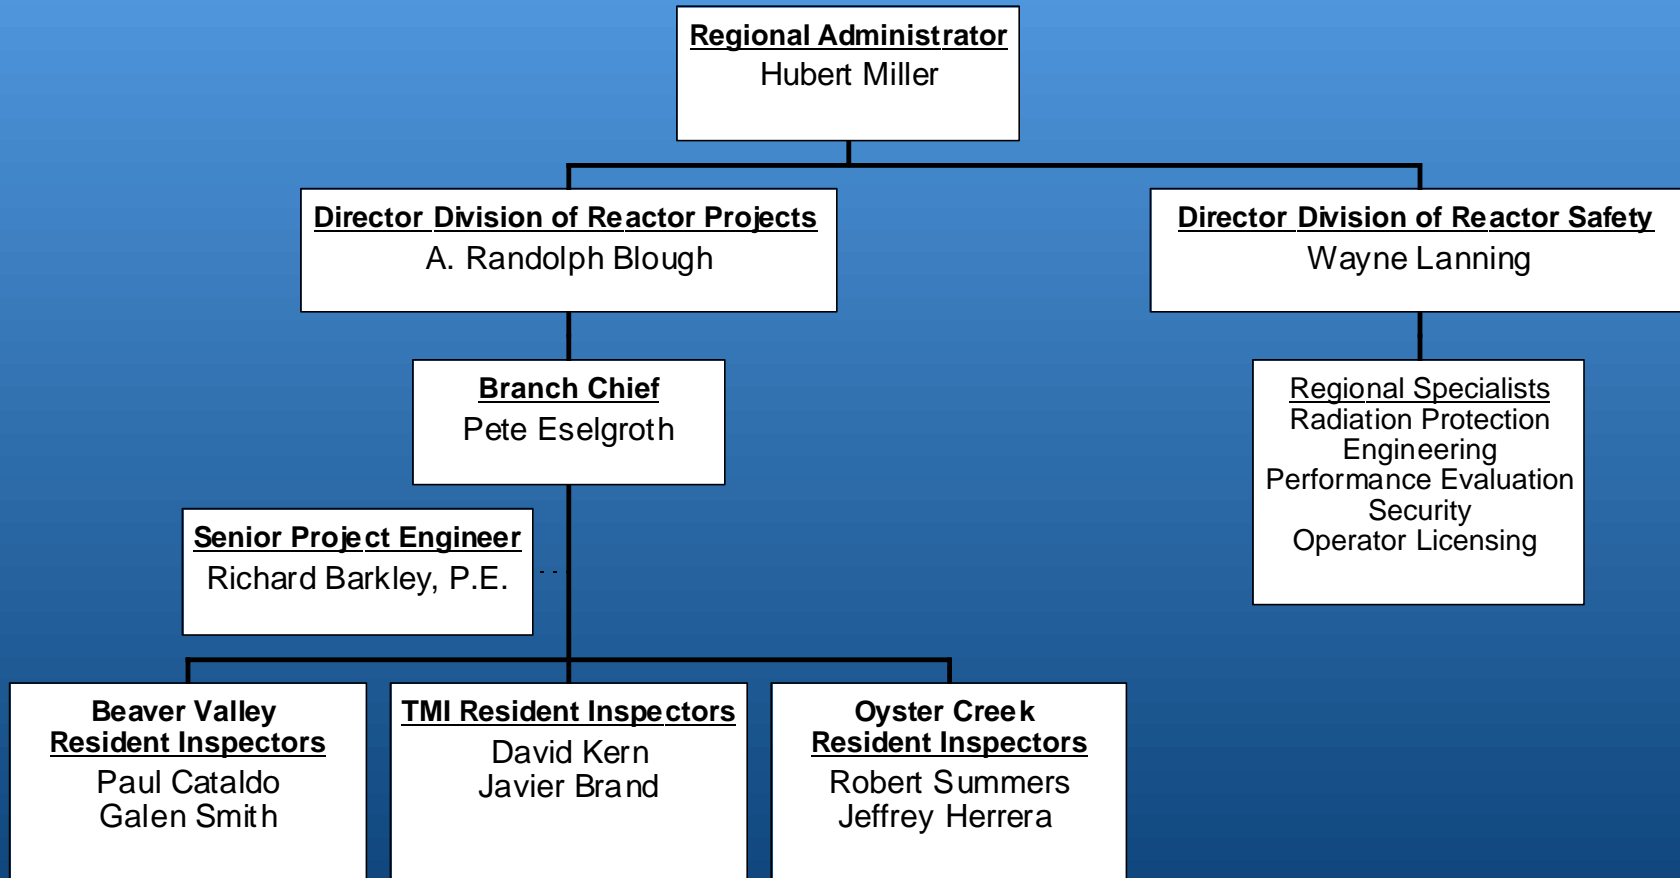 Regional Administrator
Hubert Miller
Director Division of Reactor Projects
A. Randolph Blough
Director Division of Reactor Safety
Wayne Lanning
Branch Chief
Pete Eselgroth
Regional Specialists
Radiation Protection
Engineering
Performance Evaluation
Security
Operator Licensing
Senior Project Engineer
Richard Barkley, P.E.
Beaver Valley
Resident Inspectors
Paul Cataldo
Galen Smith
TMI Resident Inspectors
David Kern
Javier Brand
Oyster Creek
Resident Inspectors
Robert Summers
Jeffrey Herrera